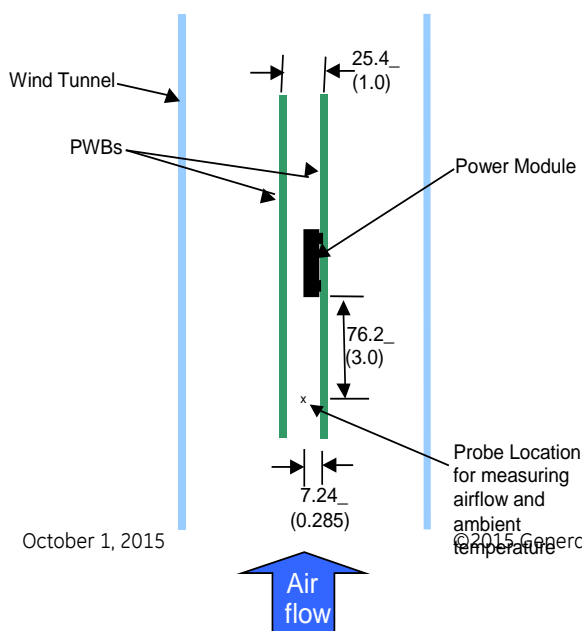 25.4_
(1.0)
Wind Tunnel
PWBs
Power Module
76.2_
(3.0)
x
Probe Location
for measuring
airflow and
ambient
temperature
7.24_
(0.285)
October 1, 2015
©2015 General
Air
flow